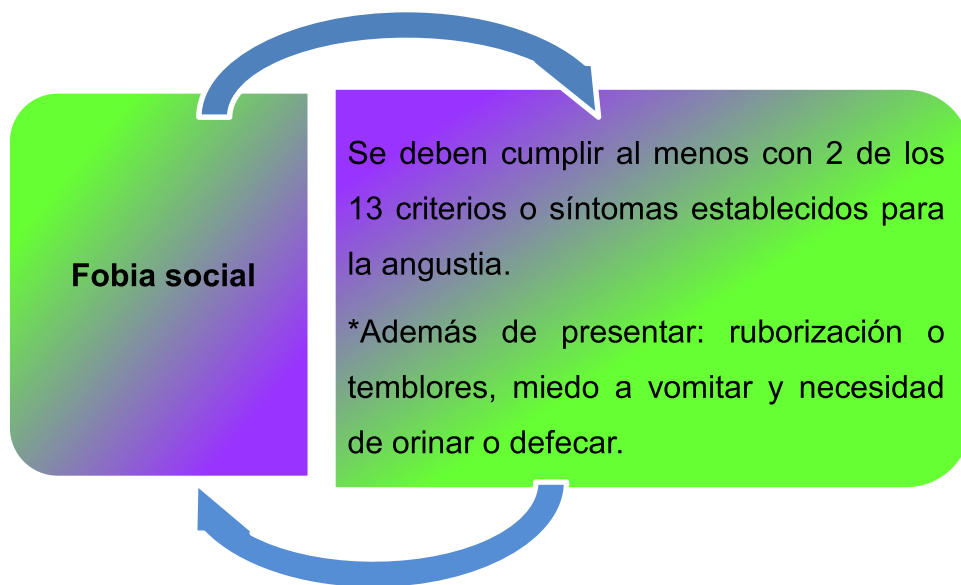 Fobia social
Se deben cumplir al menos con 2 de los
13 criterios o síntomas establecidos para
la angustia.
*Además de presentar: ruborización o
temblores, miedo a vomitar y necesidad
de orinar o defecar.